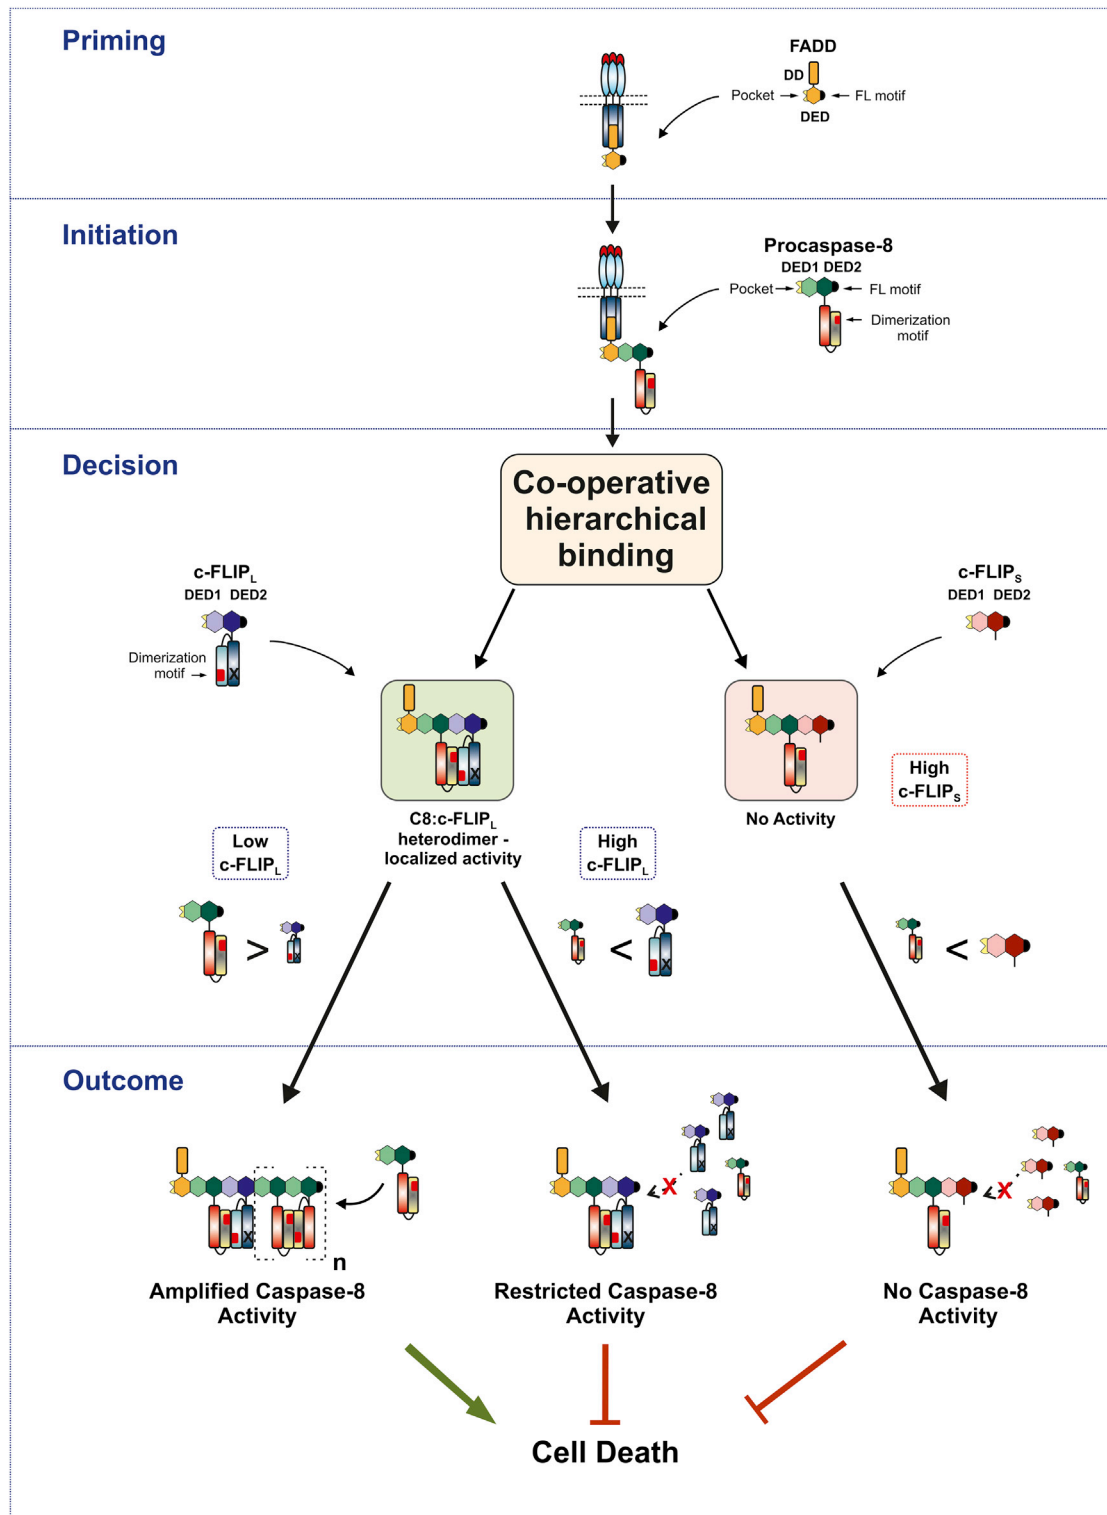 Priming
FADD
DD
Pocket
FL motif
DED
Initiation
Procaspase-8
DED1 DED2
Pocket
FL motif
Dimerization
motif
Decision
Co-operative
hierarchical
binding
c-FLIPL
DED1 DED2
Dimerization
motif
X
c-FLIPS
DED1 DED2
X
C8:c-FLIPL
heterodimer -
localized activity
No Activity
High
c-FLIPS
Low
c-FLIPL
High
c-FLIPL
>
X
<
X
<
Outcome
X
n
X
X
X
X
X
X
Amplified Caspase-8
Activity
Restricted Caspase-8
Activity
No Caspase-8
Activity
Cell Death